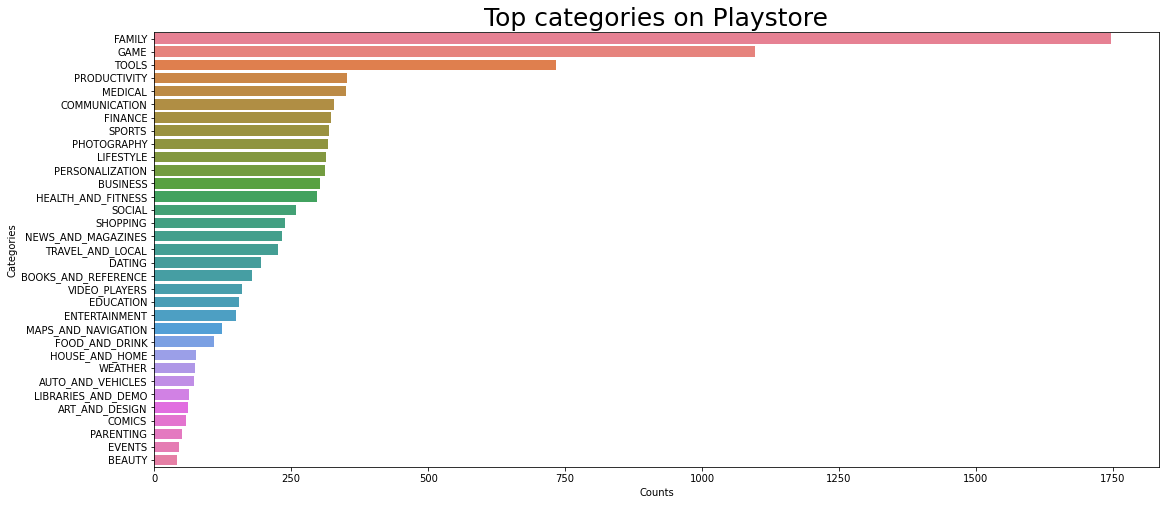 Top categories on Playstore
Categories
FAMILY
GAME
TOOLS
PRODUCTIVITY
MEDICAL
COMMUNICATION
FINANCE
SPORTS
PHOTOGRAPHY
LIFESTYLE
PERSONALIZATION
BUSINESS
HEALTH_AND_FITNESS
SOCIAL
SHOPPING
NEWS_AND_MAGAZINES
TRAVEL_AND_LOCAL
DATING
BOOKS_AND_REFERENCE
VIDEO_PLAYERS
EDUCATION
ENTERTAINMENT
MAPS_AND_NAVIGATION
FOOD_AND_DRINK
HOUSE_AND_HOME
WEATHER
AUTO_AND_VEHICLES
LIBRARIES_AND_DEMO
ART_AND_DESIGN
COMICS
PARENTING
EVENTS
BEAUTY
0 250 500 750 1000 1250 1500 1750
Counts